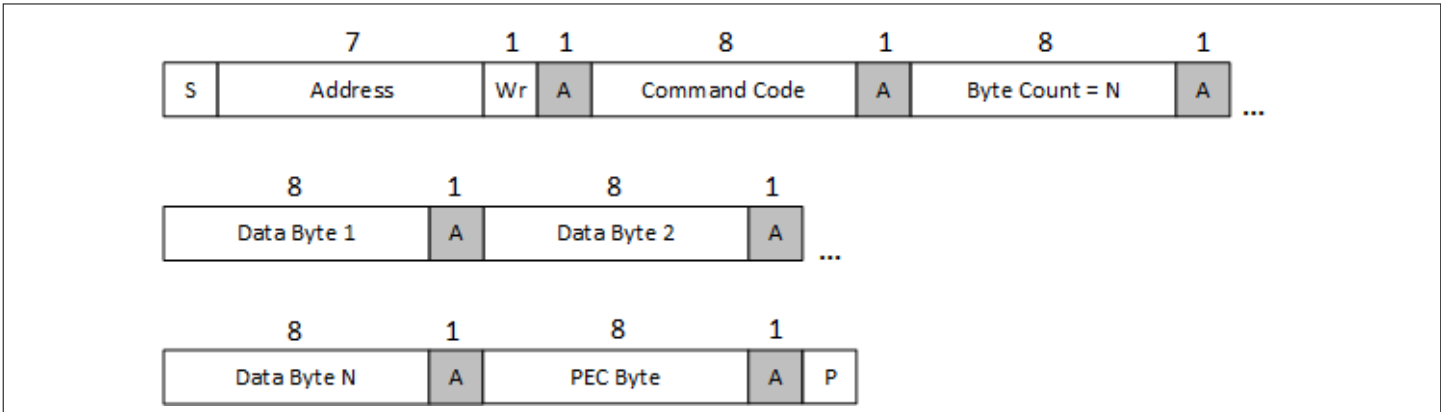 7 1 1 8 1 8 1
S Address Wr A Command Code A Byte Count = N A ...
8 1 8 1
Data Byte 1 A Data Byte 2 A ...
8 1 8 1
Data Byte N A PEC Byte A P